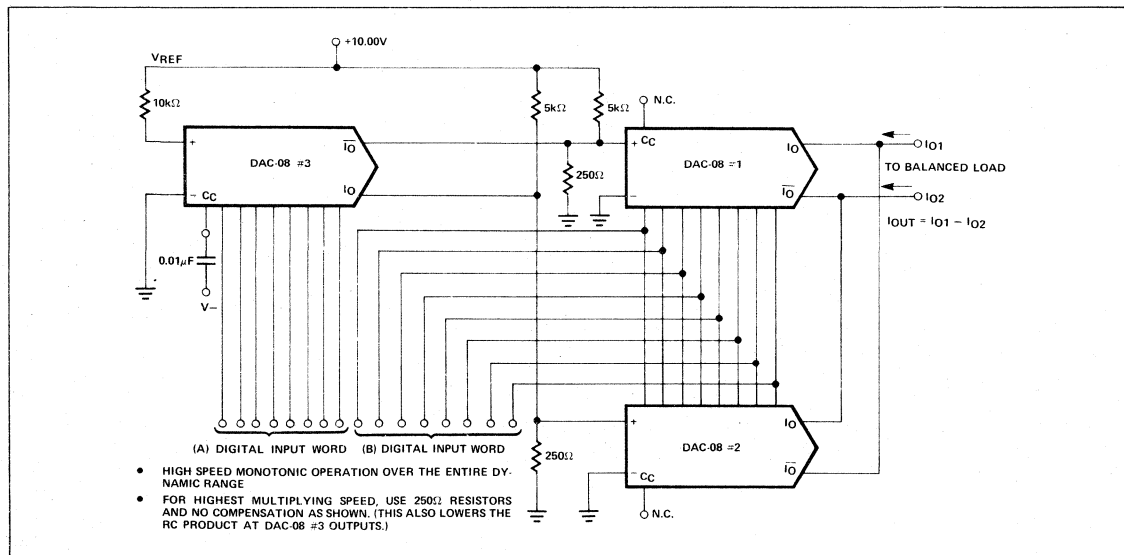 +10.00V
VREF
10kΩ
5kΩ
5kΩ
N.C.
+
CC
DAC-08 #3
IO
IO
-
CC
250Ω
+
CC
DAC-08 #1
IO
IO
-
IO1
TO BALANCED LOAD
IO2
IOUT = IO1 – IO2
0.01µF
V–
(A) DIGITAL INPUT WORD
(B) DIGITAL INPUT WORD
250Ω
+
DAC-08 #2
IO
IO
-
CC
N.C.
• HIGH SPEED MONOTONIC OPERATION OVER THE ENTIRE DY-
NAMIC RANGE
• FOR HIGHEST MULTIPLYING SPEED, USE 250Ω RESISTORS
AND NO COMPENSATION AS SHOWN. (THIS ALSO LOWERS THE
RC PRODUCT AT DAC-08 #3 OUTPUTS.)